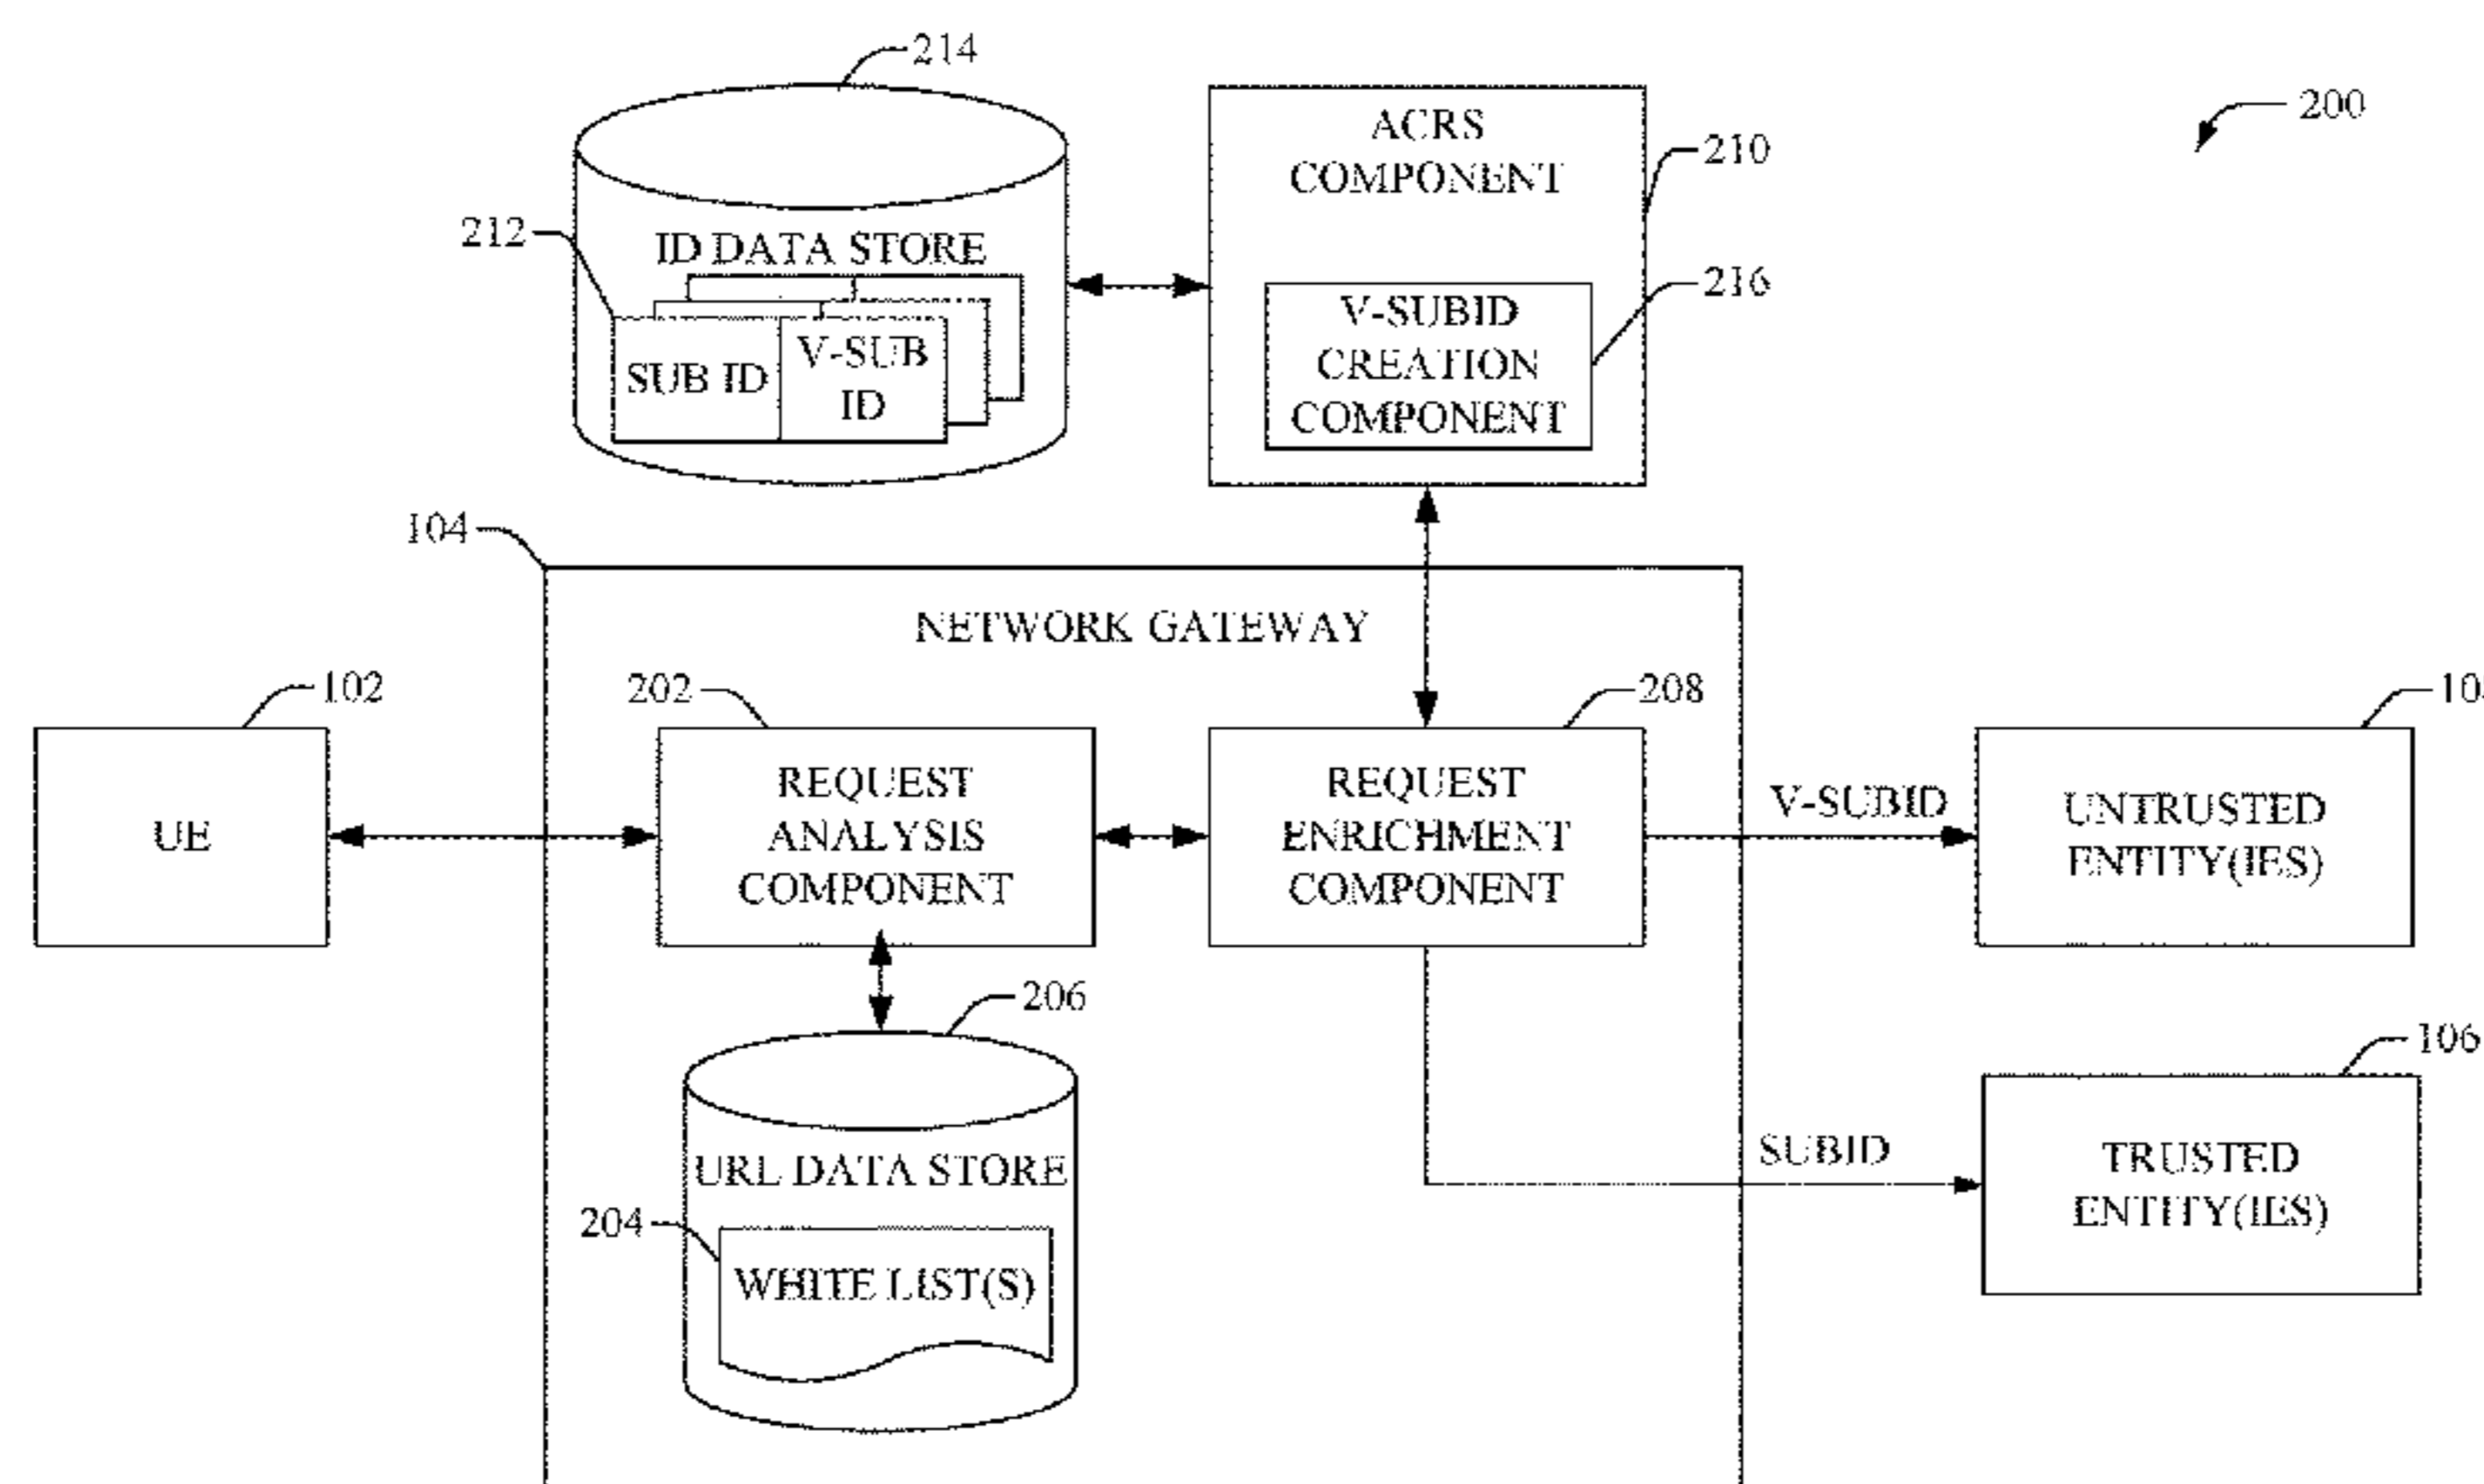 214
200
ACRS
COMPONENT
210
212
ID DATA STORE
216
V-SUBID
CREATION
COMPONENT
SUB ID
V-SUB
ID
104
NETWORK GATEWAY
102
202
208
UE
REQUEST
ANALYSIS
COMPONENT
REQUEST
ENRICHMENT
COMPONENT
V-SUBID
UNTRUSTED
ENTITY(IES)
206
106
URL DATA STORE
SUBID
TRUSTED
ENTITY(IES)
204
WHITE LIST(S)